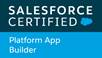 SALESFORCE
CERTIFIED
Platform App
Builder